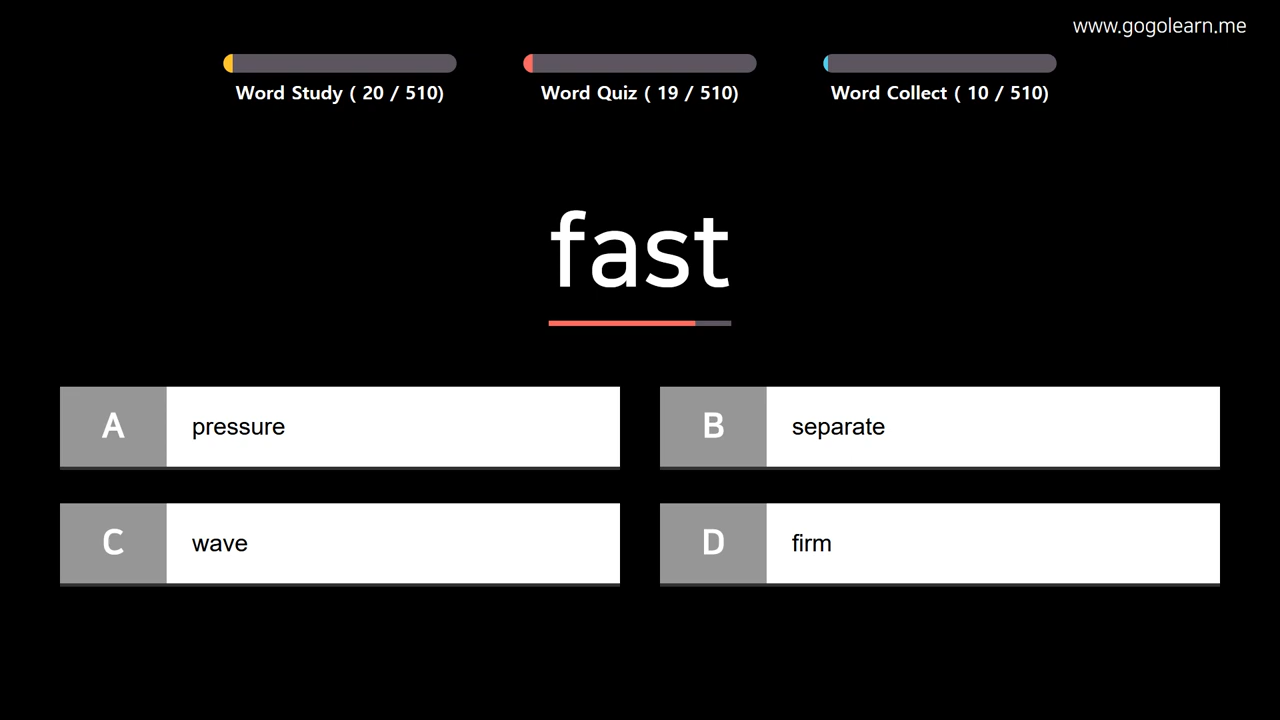 www.gogolearn.me
Word Study ( 20 / 510)
Word Quiz ( 19 / 510)
Word Collect ( 10 / 510)
fast
A pressure
B separate
C wave
D firm